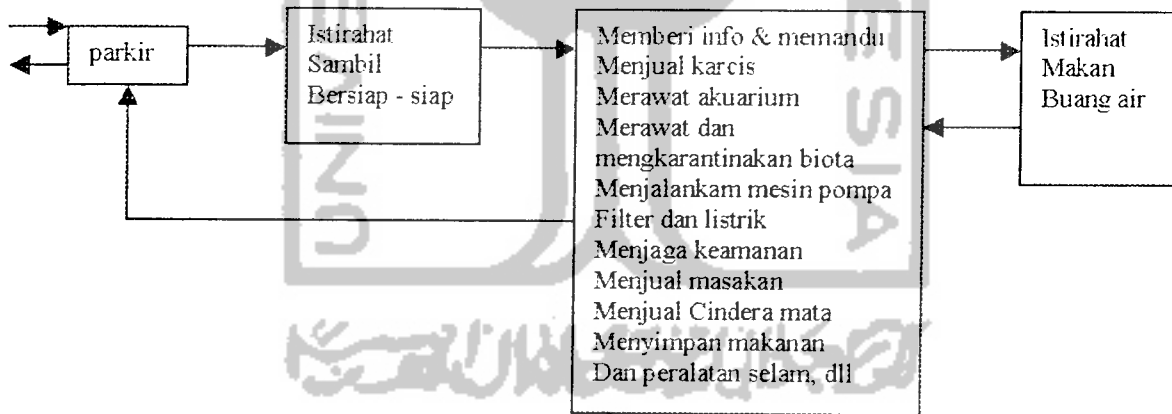 parkir
Istirahat
Sambil
Bersiap - siap
Memberi info & memandu
Menjual karcis
Merawat akuarium
Merawat dan
mengkarantinakan biota
Menjalankam mesin pompa
Filter dan listrik
Menjaga keamanan
Menjual masakan
Menjual Cindera mata
Menyimpan makanan
Dan peralatan selam, dll
Istirahat
Makan
Buang air